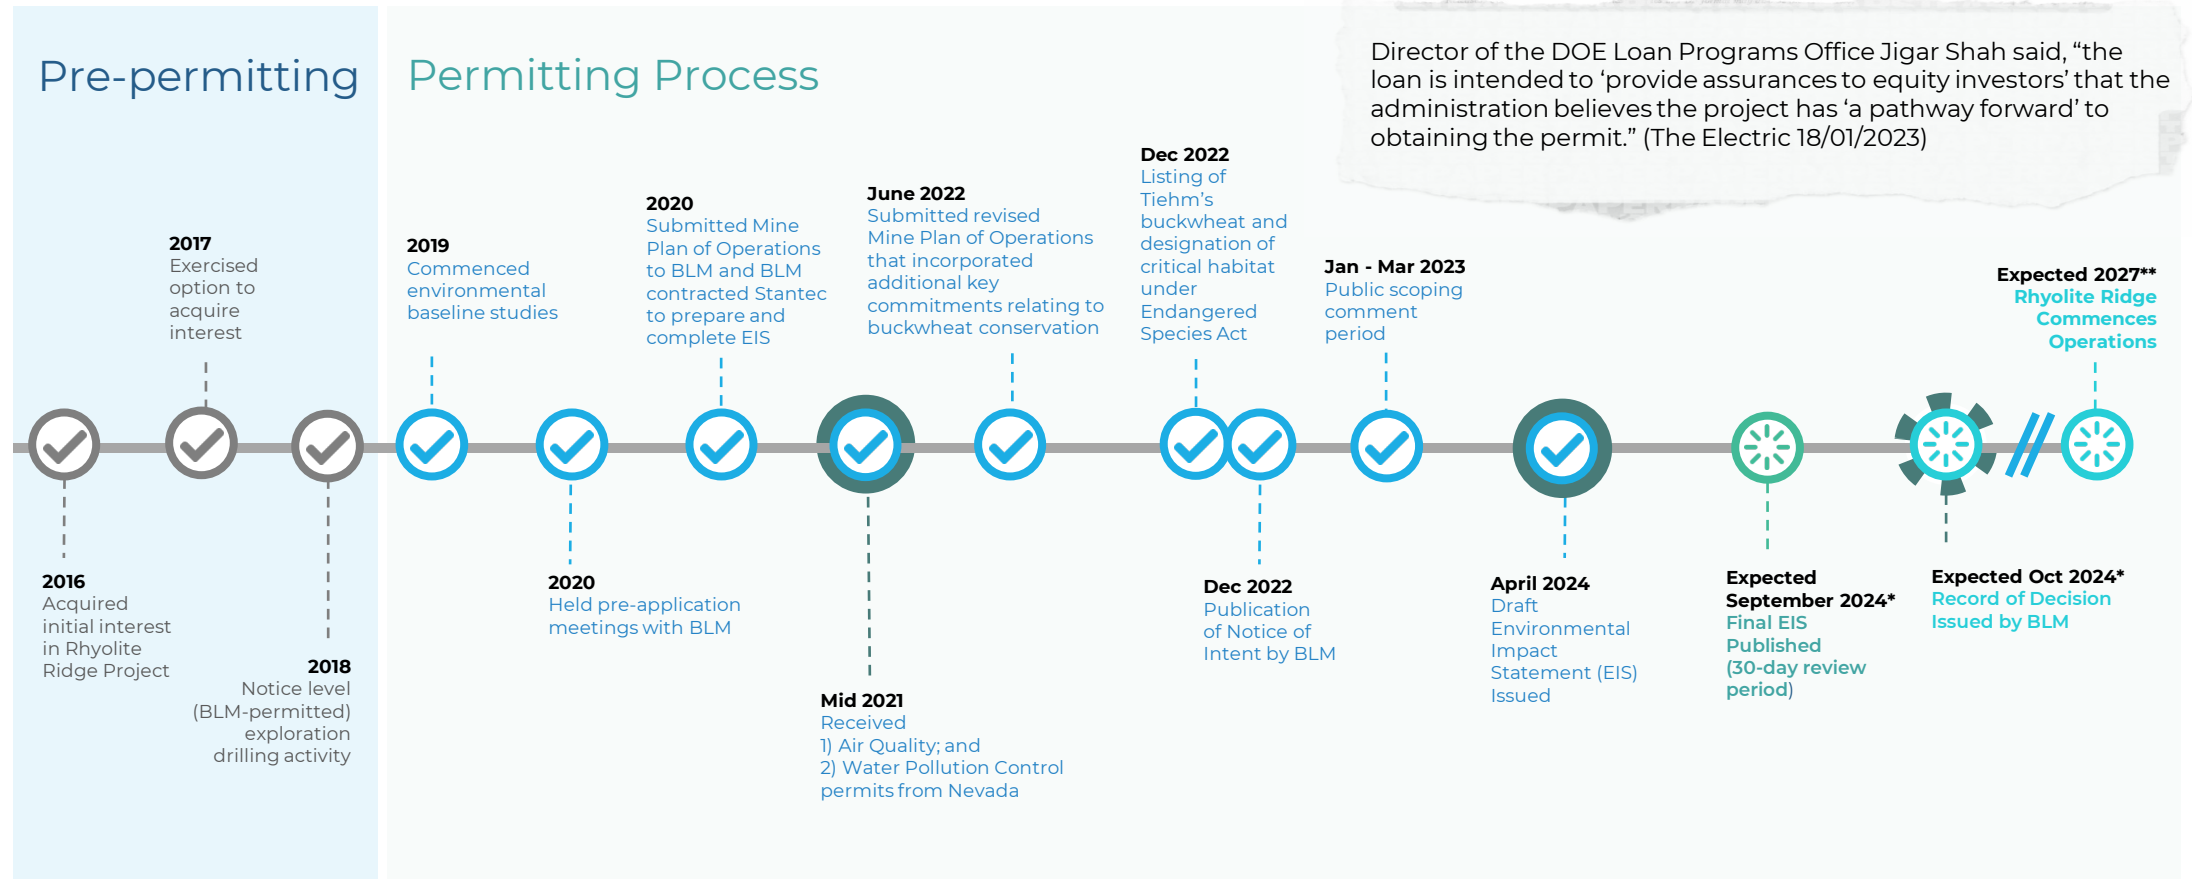 Pre-permitting
Permitting Process
Director of the DOE Loan Programs Office Jigar Shah said, “the
loan is intended to ‘provide assurances to equity investors’ that the
administration believes the project has ‘a pathway forward’ to
obtaining the permit.” (The Electric 18/01/2023)
2016
Acquired
initial interest
in Rhyolite
Ridge Project
2017
Exercised
option to
acquire
interest
2018
Notice level
(BLM-permitted)
exploration
drilling activity
2019
Commenced
environmental
baseline studies
2020
Held pre-application
meetings with BLM
2020
Submitted Mine
Plan of Operations
to BLM and BLM
contracted Stantec
to prepare and
complete EIS
Mid 2021
Received
1) Air Quality; and
2) Water Pollution Control
permits from Nevada
June 2022
Submitted revised
Mine Plan of Operations
that incorporated
additional key
commitments relating to
buckwheat conservation
Dec 2022
Listing of
Tiehm’s
buckwheat and
designation of
critical habitat
under
Endangered
Species Act
Dec 2022
Publication
of Notice of
Intent by BLM
Jan - Mar 2023
Public scoping
comment
period
April 2024
Draft
Environmental
Impact
Statement (EIS)
Issued
Expected
September 2024*
Final EIS
Published
(30-day review
period)
Expected Oct 2024*
Record of Decision
Issued by BLM
Expected 2027**
Rhyolite Ridge
Commences
Operations